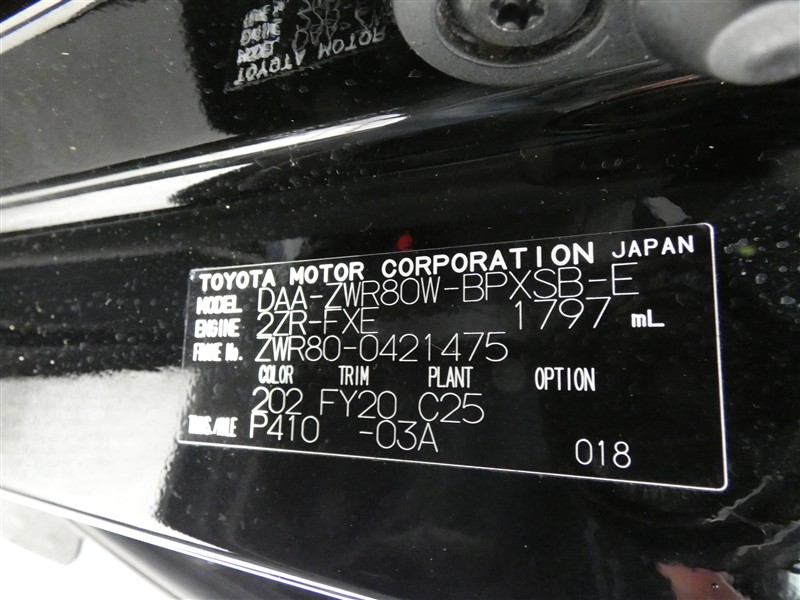 TOYOTA MOTOR CORPORATION JAPAN
MODEL DAA-ZWR80W-BPXSB-E
ENGINE 2ZR-FXE 1797 mL
FRAME No. ZWR80-0421475
COLOR TRIM PLANT OPTION
202 FY20 C25
TRANS./AXLE P410 -03A
018